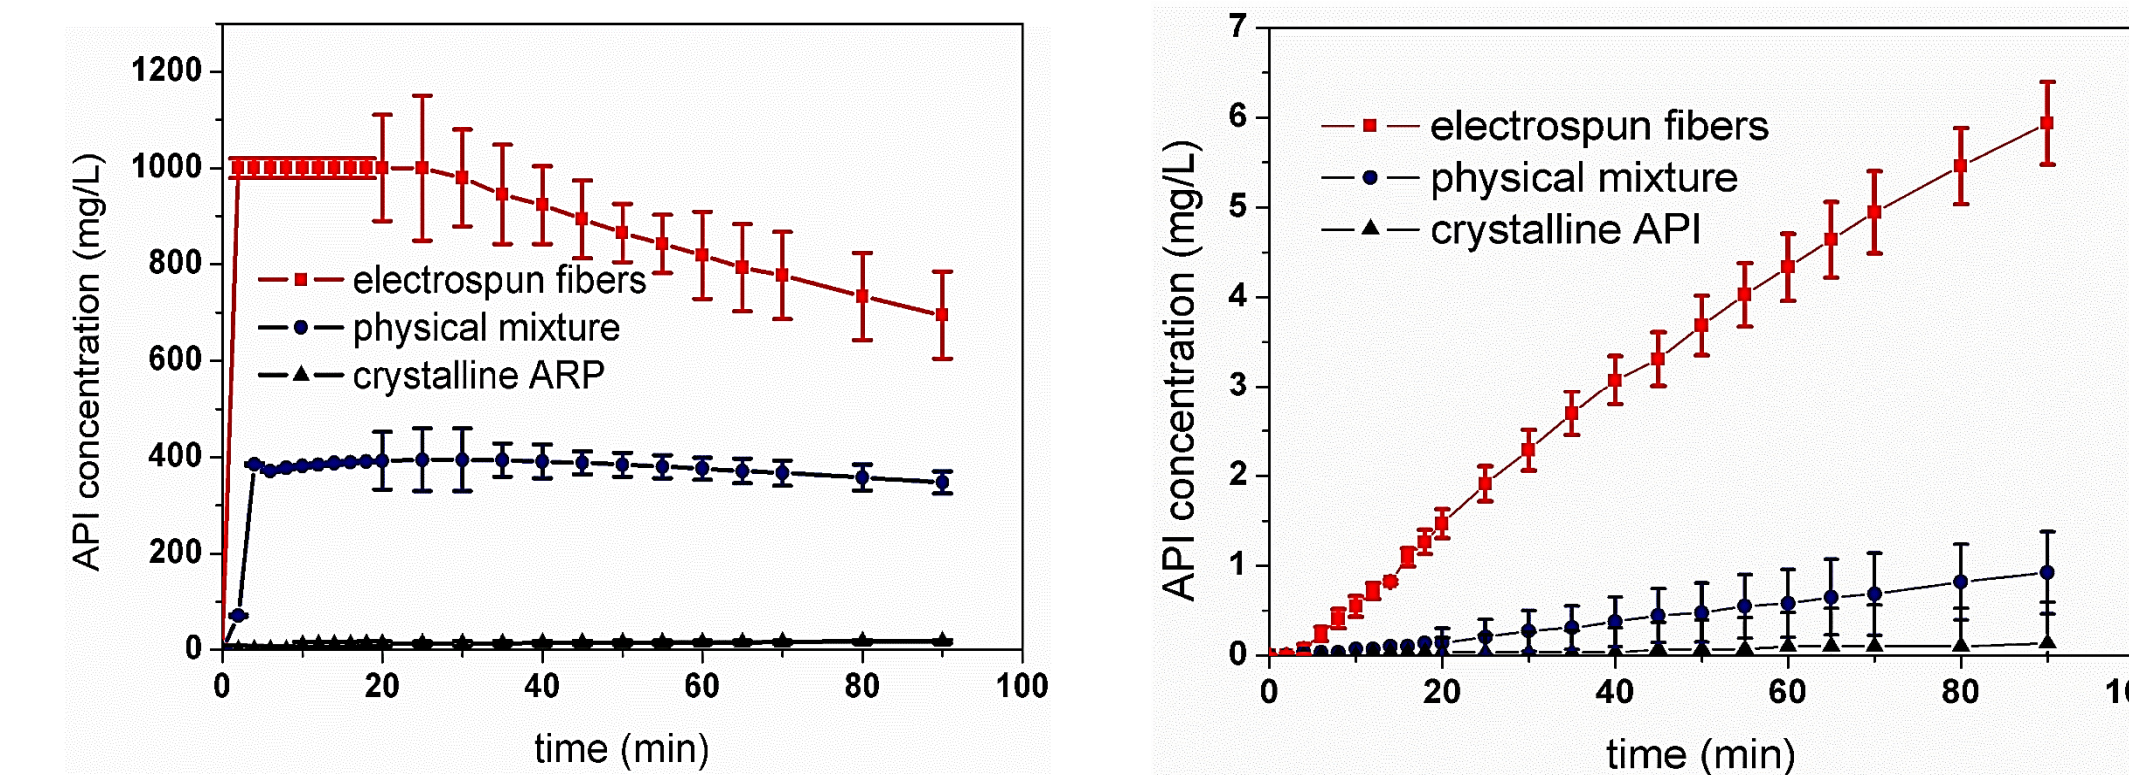 1200
1000
800
600
400
200
0
0 20 40 60 80 100
API concentration (mg/L)
time (min)
electrospun fibers
physical mixture
crystalline ARP
7
6
5
4
3
2
1
0
0 20 40 60 80 10
API concentration (mg/L)
time (min)
electrospun fibers
physical mixture
crystalline API